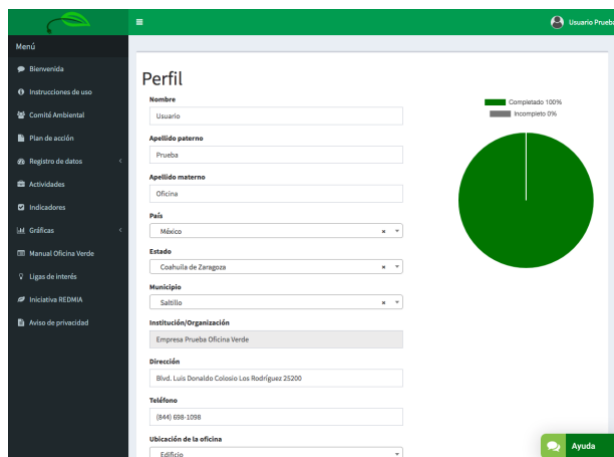 Usuario Prueba
Menú
Bienvenida
Instrucciones de uso
Comité Ambiental
Plan de acción
Registro de datos
Actividades
Indicadores
Gráficas
Manual Oficina Verde
Ligas de interés
Iniciativa REDMIA
Aviso de privacidad
Perfil
Nombre
Usuario
Apellido paterno
Prueba
Apellido materno
Oficina
País
México
Estado
Coahuila de Zaragoza
Municipio
Saltillo
Institución/Organización
Empresa Prueba Oficina Verde
Dirección
Blvd. Luis Donaldo Colosio Los Rodríguez 25200
Teléfono
(844) 698-1098
Ubicación de la oficina
Edificio
Completado 100%
Incompleto 0%
Ayuda